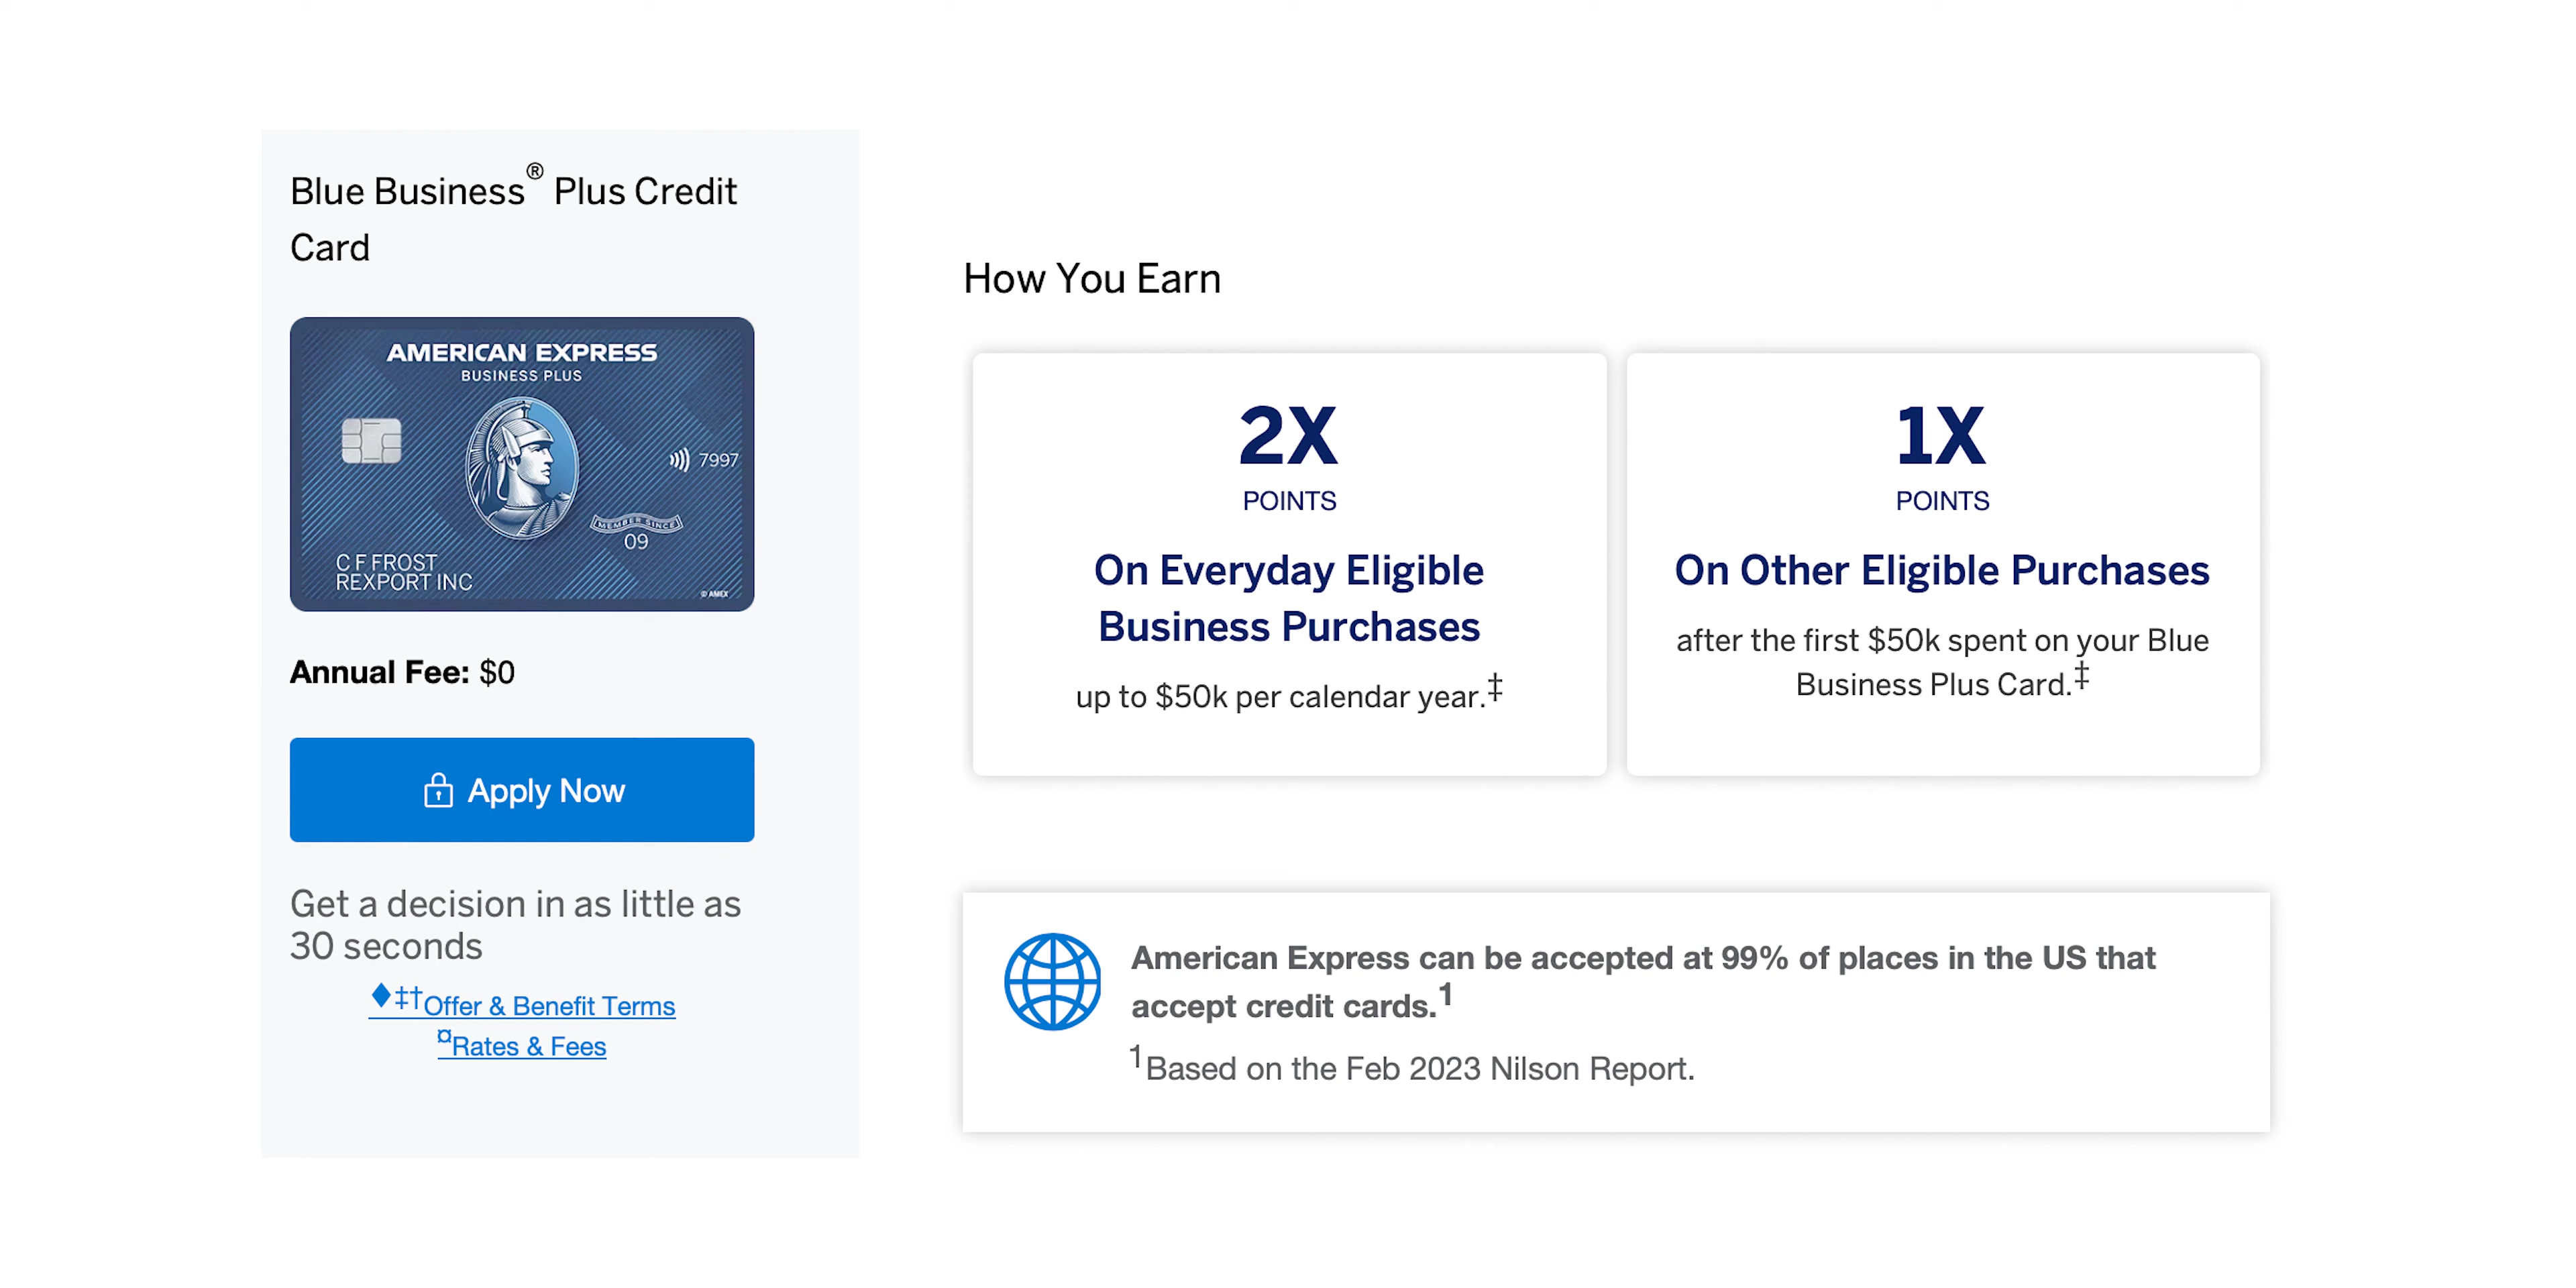 Blue Business® Plus Credit
Card
AMERICAN EXPRESS
BUSINESS PLUS
7997
MEMBER SINCE
09
C F FROST
REXPORT INC
© AMEX
Annual Fee: $0
Apply Now
Get a decision in as little as
30 seconds
♦‡†Offer & Benefit Terms
¤Rates & Fees
How You Earn
2X
POINTS
On Everyday Eligible
Business Purchases
up to $50k per calendar year.‡
1X
POINTS
On Other Eligible Purchases
after the first $50k spent on your Blue
Business Plus Card.‡
American Express can be accepted at 99% of places in the US that
accept credit cards.1
1Based on the Feb 2023 Nilson Report.